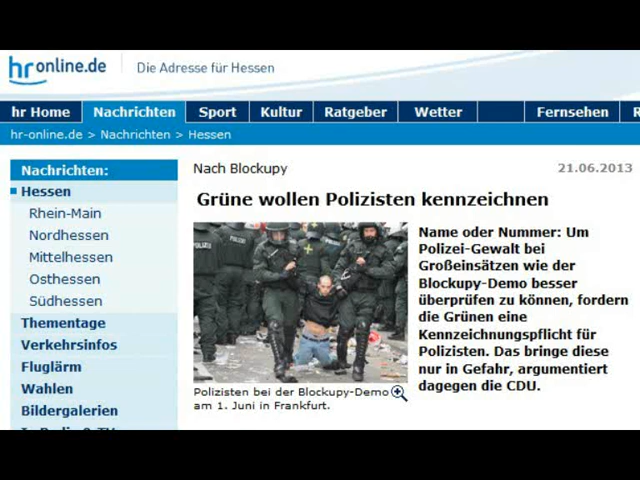 hr online.de
Die Adresse für Hessen
hr Home Nachrichten Sport Kultur Ratgeber Wetter Fernsehen
hr-online.de > Nachrichten > Hessen
Nachrichten:
Hessen
Rhein-Main
Nordhessen
Mittelhessen
Osthessen
Südhessen
Thementage
Verkehrsinfos
Fluglärm
Wahlen
Bildergalerien
Nach Blockupy
21.06.2013
Grüne wollen Polizisten kennzeichnen
POLIZEI
Polizisten bei der Blockupy-Demo
am 1. Juni in Frankfurt.
Name oder Nummer: Um
Polizei-Gewalt bei
Großeinsätzen wie der
Blockupy-Demo besser
überprüfen zu können, fordern
die Grünen eine
Kennzeichnungspflicht für
Polizisten. Das bringe diese
nur in Gefahr, argumentiert
dagegen die CDU.